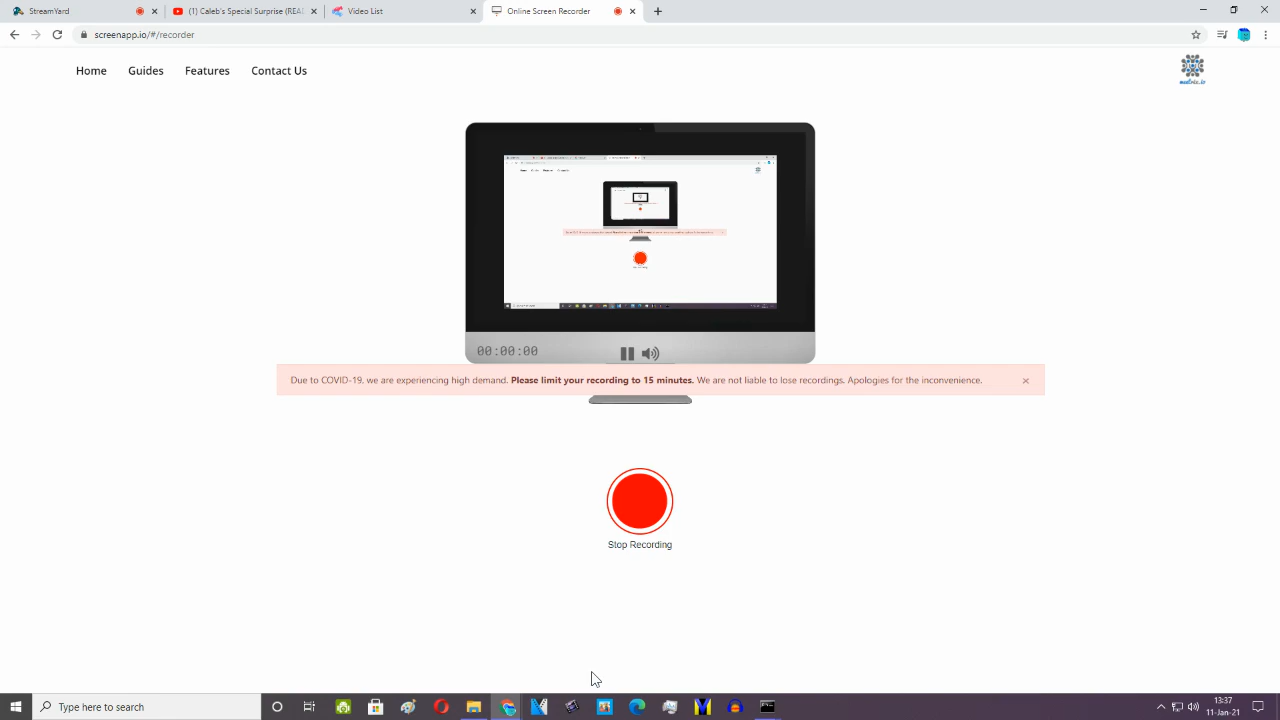 StreamYard
(1) Caleb's Special Surprise (REA
Video List
Online Screen Recorder
screenapp.io/#/recorder
Home
Guides
Features
Contact Us
00:00:00
Due to COVID-19, we are experiencing high demand. Please limit your recording to 15 minutes. We are not liable to lose recordings. Apologies for the inconvenience.
Stop Recording
here to search
13:37
11-Jan-21